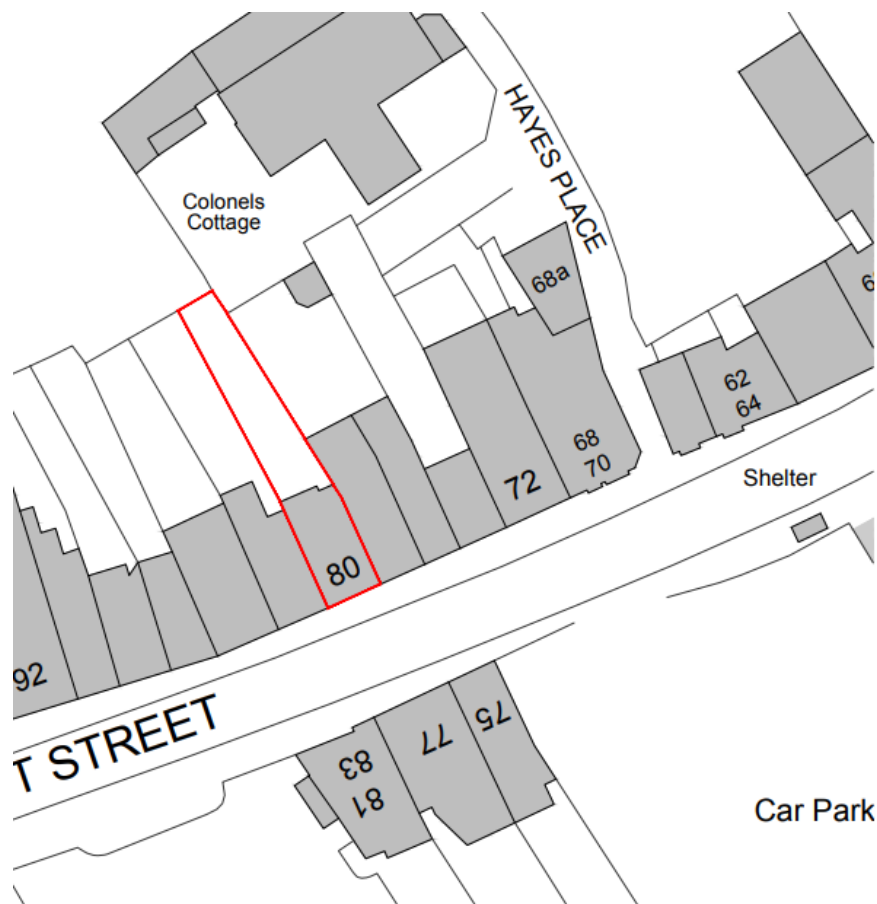 HAYES PLACE
Colonels
Cottage
68a
62
64
68
70
72
Shelter
80
92
T STREET
75
77
83
81
Car Park